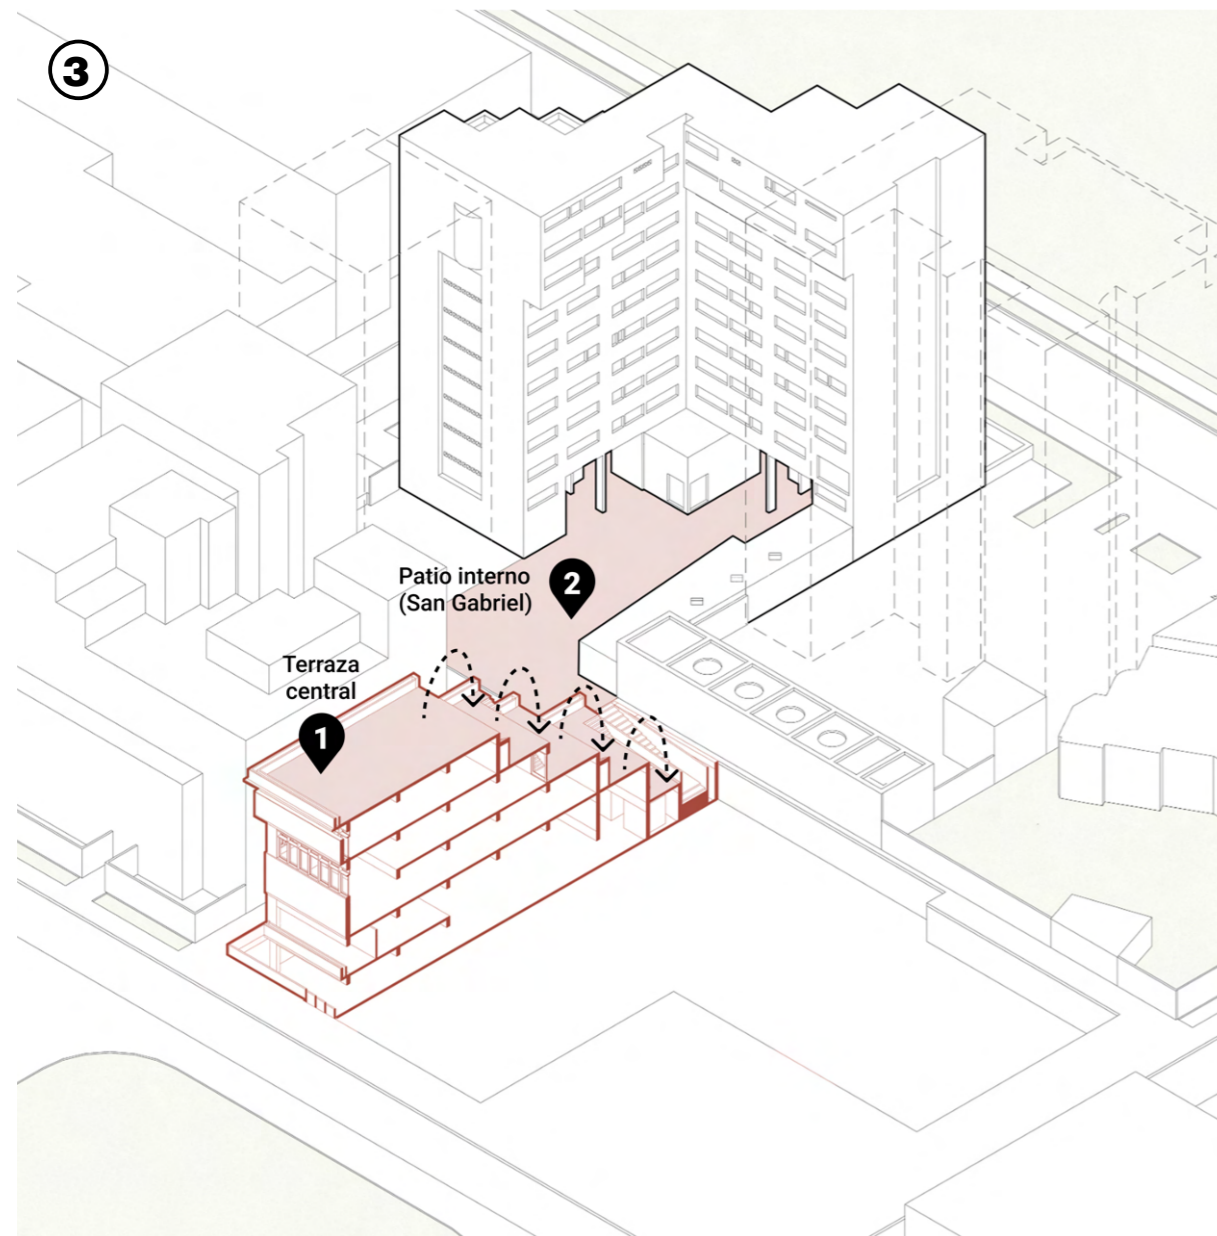 3
Patio interno
(San Gabriel)
2
Terraza
central
1